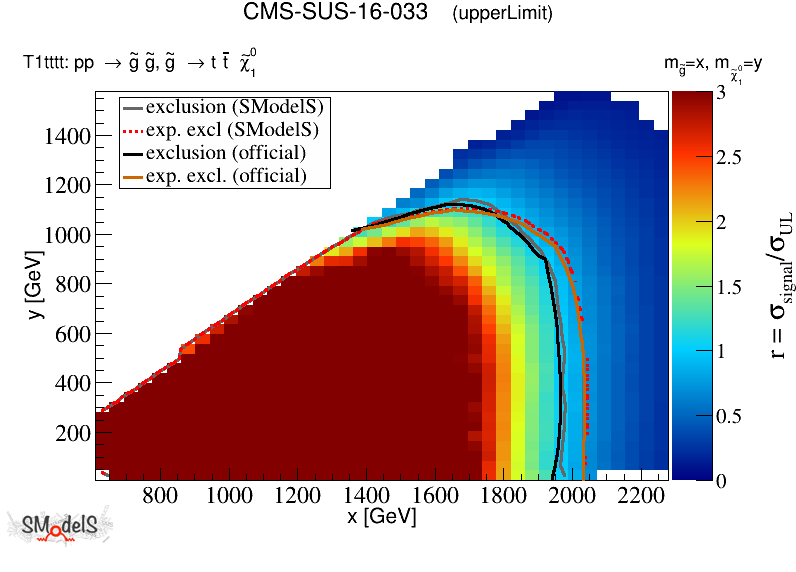 CMS-SUS-16-033 (upperLimit)
T1tttt: pp → g̃ g̃, g̃ → t t̄ χ̃₁⁰
m_g̃=x, m_χ̃₁⁰=y
exclusion (SModelS)
exp. excl (SModelS)
exclusion (official)
exp. excl. (official)
1400
1200
1000
800
600
400
200
y [GeV]
800 1000 1200 1400 1600 1800 2000 2200
x [GeV]
3
2.5
2
1.5
1
0.5
0
r = σ_signal/σ_UL
SModelS